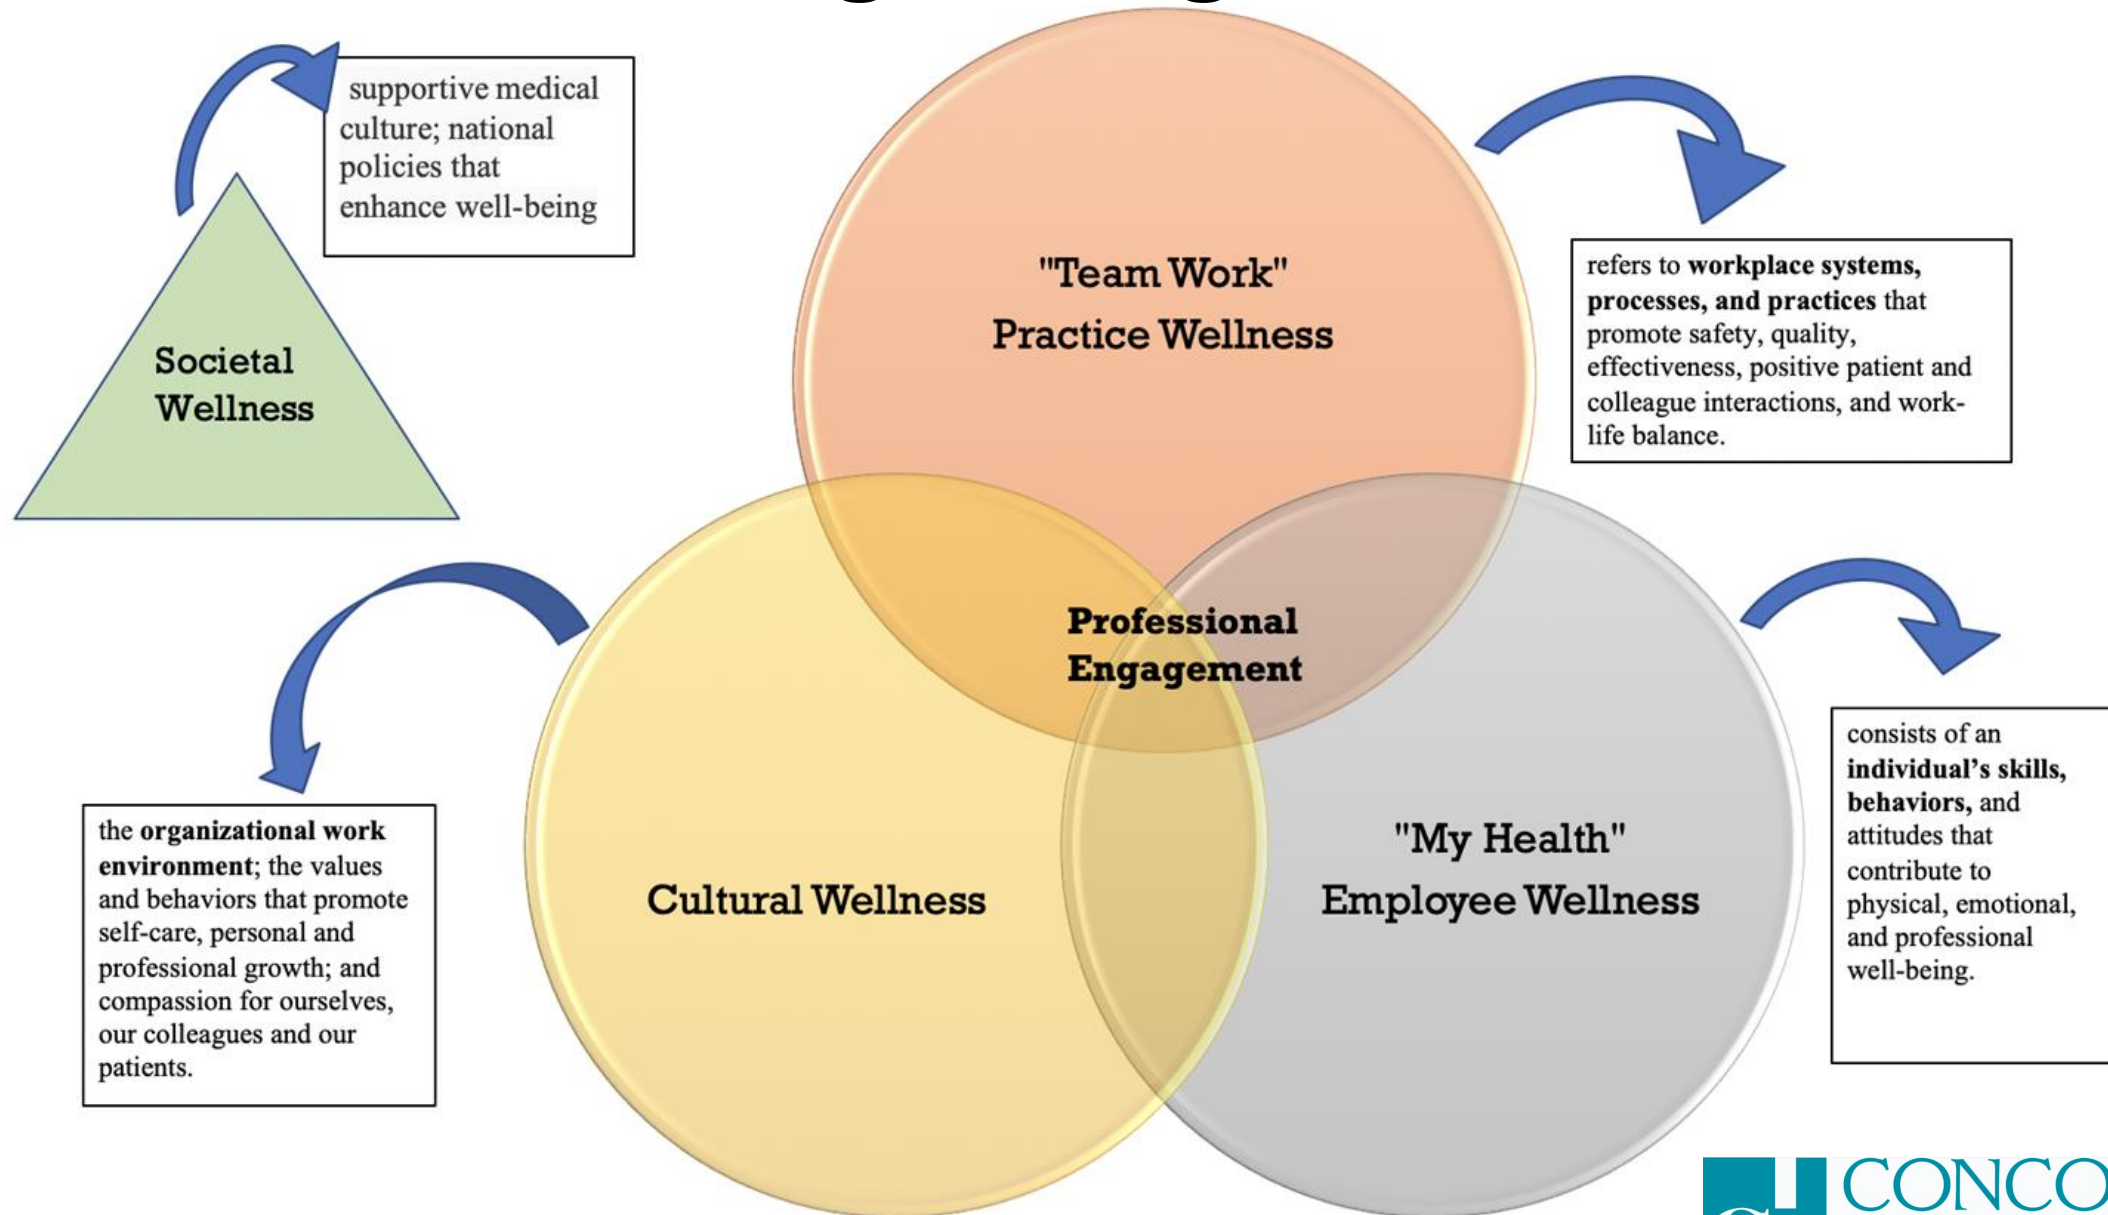 supportive medical
culture; national
policies that
enhance well-being
Societal
Wellness
"Team Work"
Practice Wellness
refers to workplace systems,
processes, and practices that
promote safety, quality,
effectiveness, positive patient and
colleague interactions, and work-
life balance.
Professional
Engagement
Cultural Wellness
"My Health"
Employee Wellness
the organizational work
environment; the values
and behaviors that promote
self-care, personal and
professional growth; and
compassion for ourselves,
our colleagues and our
patients.
consists of an
individual’s skills,
behaviors, and
attitudes that
contribute to
physical, emotional,
and professional
well-being.
CONCO